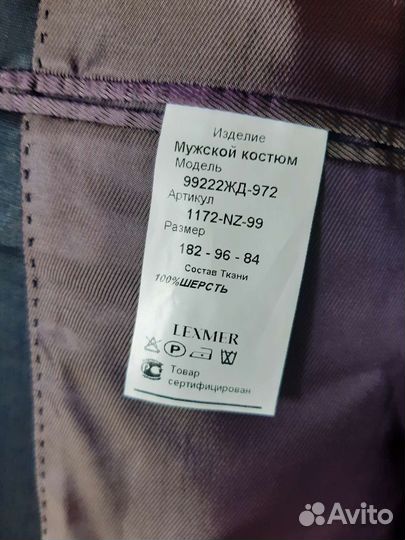 Изделие
Мужской костюм
Модель
99222ЖД-972
Артикул
1172-NZ-99
Размер
182 - 96 - 84
Состав Ткани
100%ШЕРСТЬ
LEXMER
P
Товар
сертифицирован
Avito